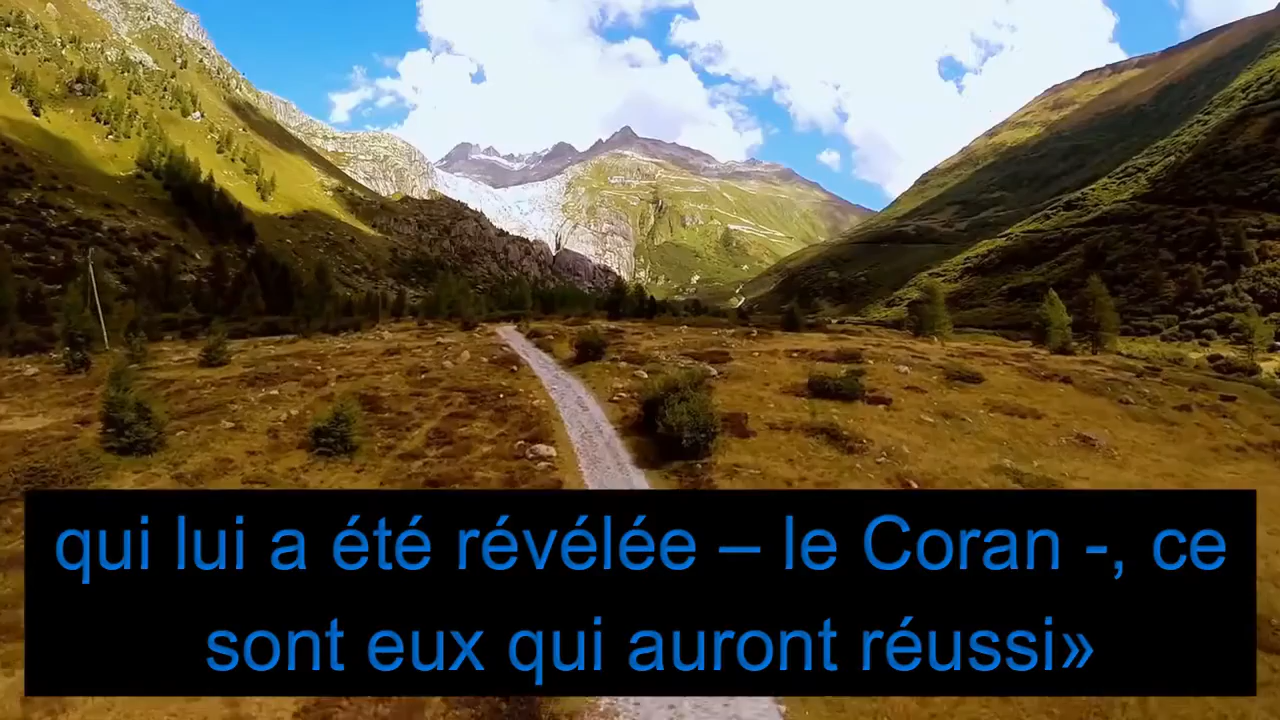 qui lui a été révélée – le Coran -, ce
sont eux qui auront réussi»